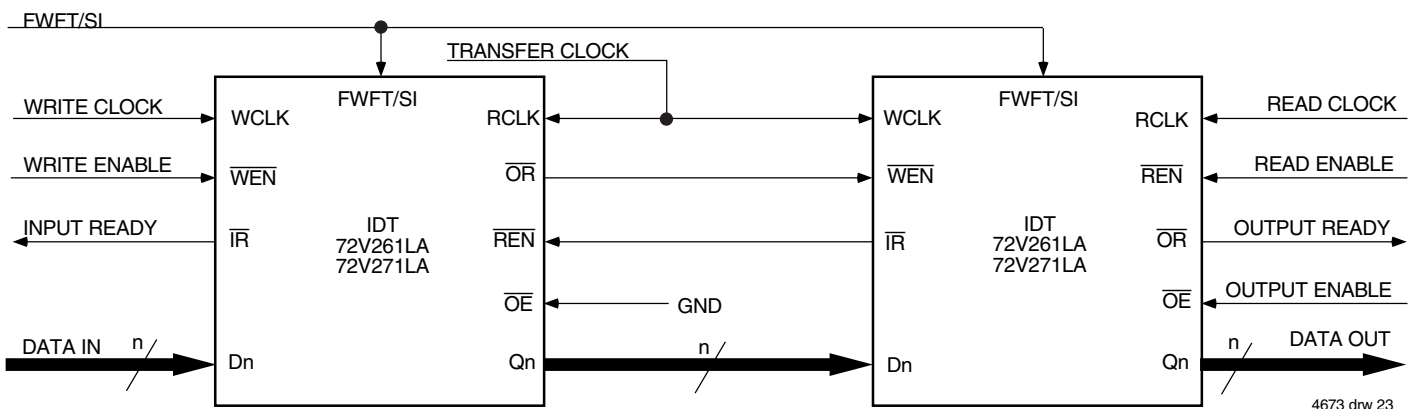 FWFT/SI
TRANSFER CLOCK
FWFT/SI
FWFT/SI
WRITE CLOCK
WCLK
RCLK
WCLK
RCLK
READ CLOCK
WRITE ENABLE
WEN
OR
WEN
REN
READ ENABLE
INPUT READY
IR
IDT
72V261LA
72V271LA
REN
IR
IDT
72V261LA
72V271LA
OR
OUTPUT READY
OE
GND
OE
OUTPUT ENABLE
DATA IN
n
Dn
Qn
n
Dn
Qn
n
DATA OUT
4673 drw 23